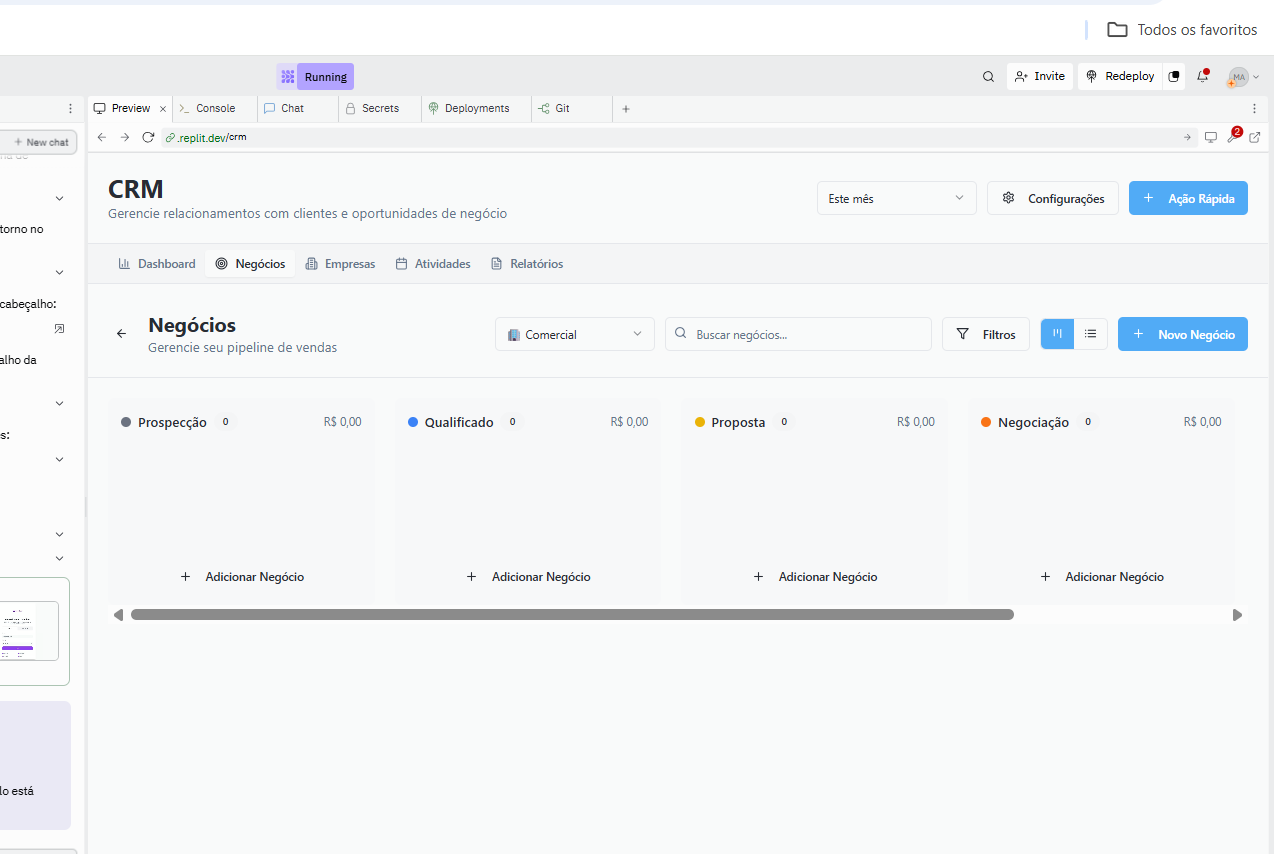 Todos os favoritos
Running
Invite
Redeploy
MA
Preview
Console
Chat
Secrets
Deployments
Git
New chat
.replit.dev/crm
2
torno no
cabeçalho:
alho da
s:
lo está
CRM
Gerencie relacionamentos com clientes e oportunidades de negócio
Este mês
Configurações
Ação Rápida
Dashboard
Negócios
Empresas
Atividades
Relatórios
Negócios
Gerencie seu pipeline de vendas
Comercial
Buscar negócios...
Filtros
Novo Negócio
Prospecção 0 R$ 0,00
Qualificado 0 R$ 0,00
Proposta 0 R$ 0,00
Negociação 0 R$ 0,00
Adicionar Negócio
Adicionar Negócio
Adicionar Negócio
Adicionar Negócio